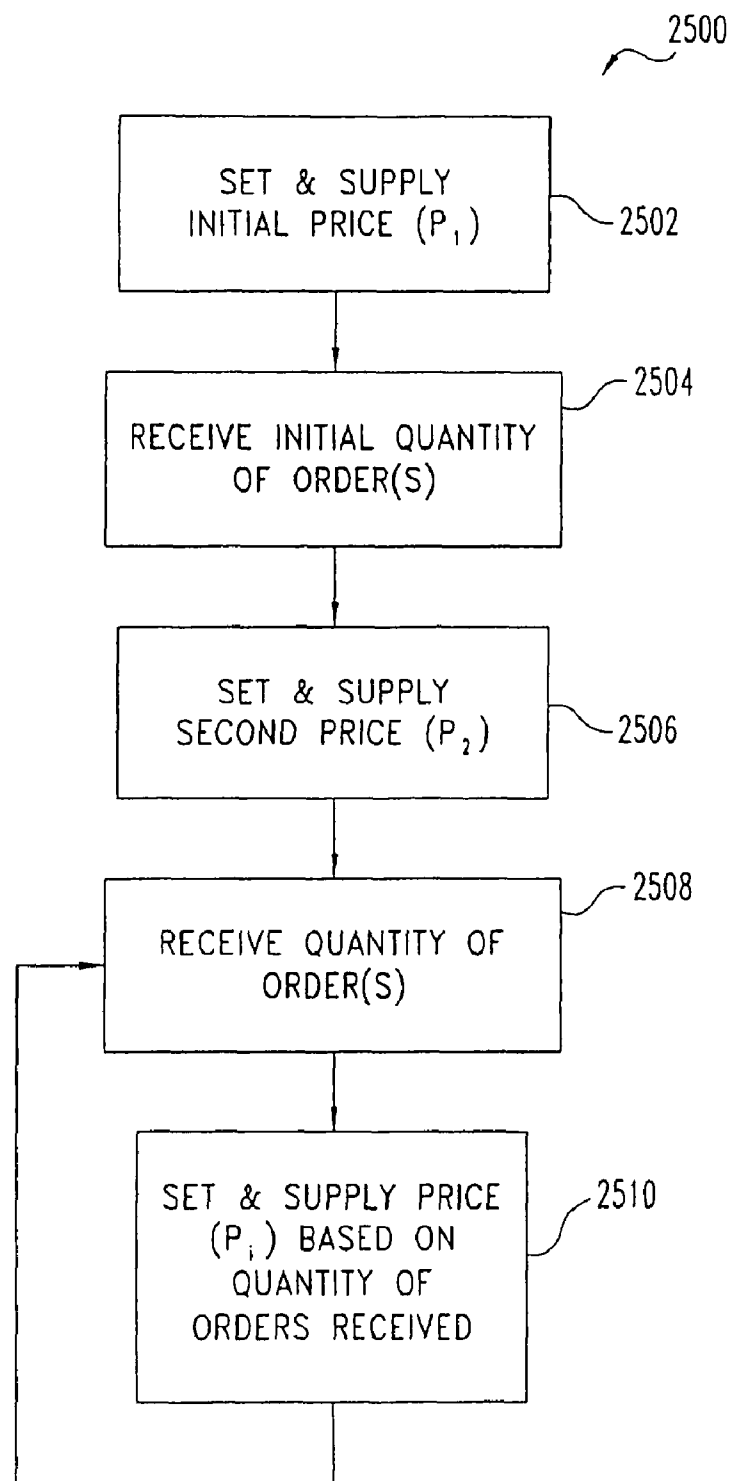 2500
SET & SUPPLY
INITIAL PRICE (P₁)
2502
RECEIVE INITIAL QUANTITY
OF ORDER(S)
2504
SET & SUPPLY
SECOND PRICE (P₂)
2506
RECEIVE QUANTITY OF
ORDER(S)
2508
SET & SUPPLY PRICE
(Pᵢ) BASED ON
QUANTITY OF
ORDERS RECEIVED
2510